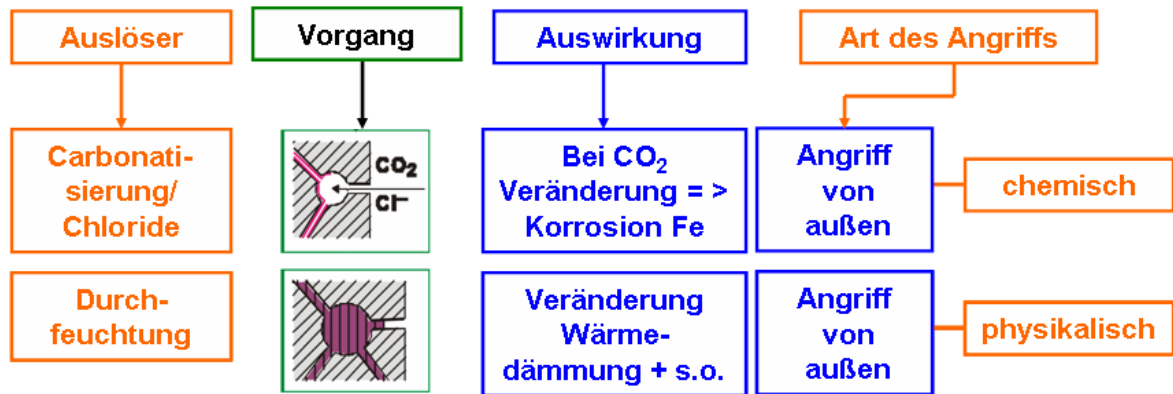 Auslöser
Vorgang
Auswirkung
Art des Angriffs
Carbonati-
sierung/
Chloride
CO₂
Cl⁻
Bei CO₂
Veränderung = >
Korrosion Fe
Angriff
von
außen
chemisch
Durch-
feuchtung
Veränderung
Wärme-
dämmung + s.o.
Angriff
von
außen
physikalisch